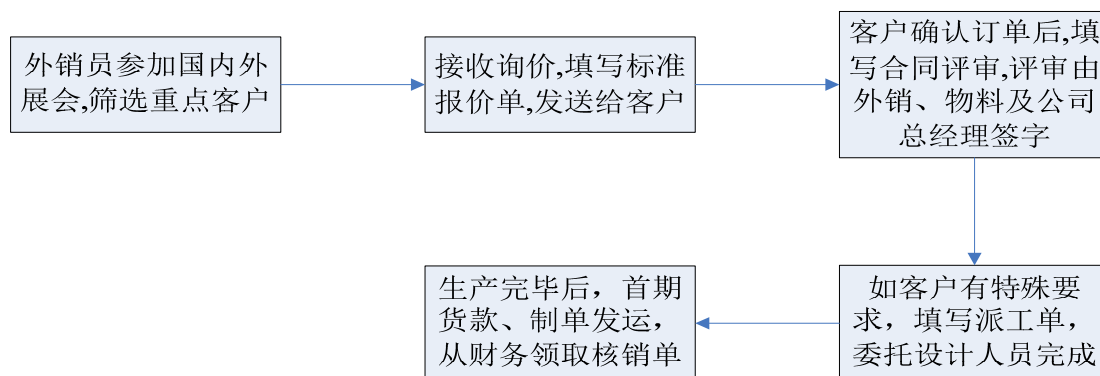 外销员参加国内外
展会,筛选重点客户
接收询价,填写标准
报价单,发送给客户
客户确认订单后,填
写合同评审,评审由
外销、物料及公司
总经理签字
如客户有特殊要
求，填写派工单，
委托设计人员完成
生产完毕后，首期
货款、制单发运，
从财务领取核销单